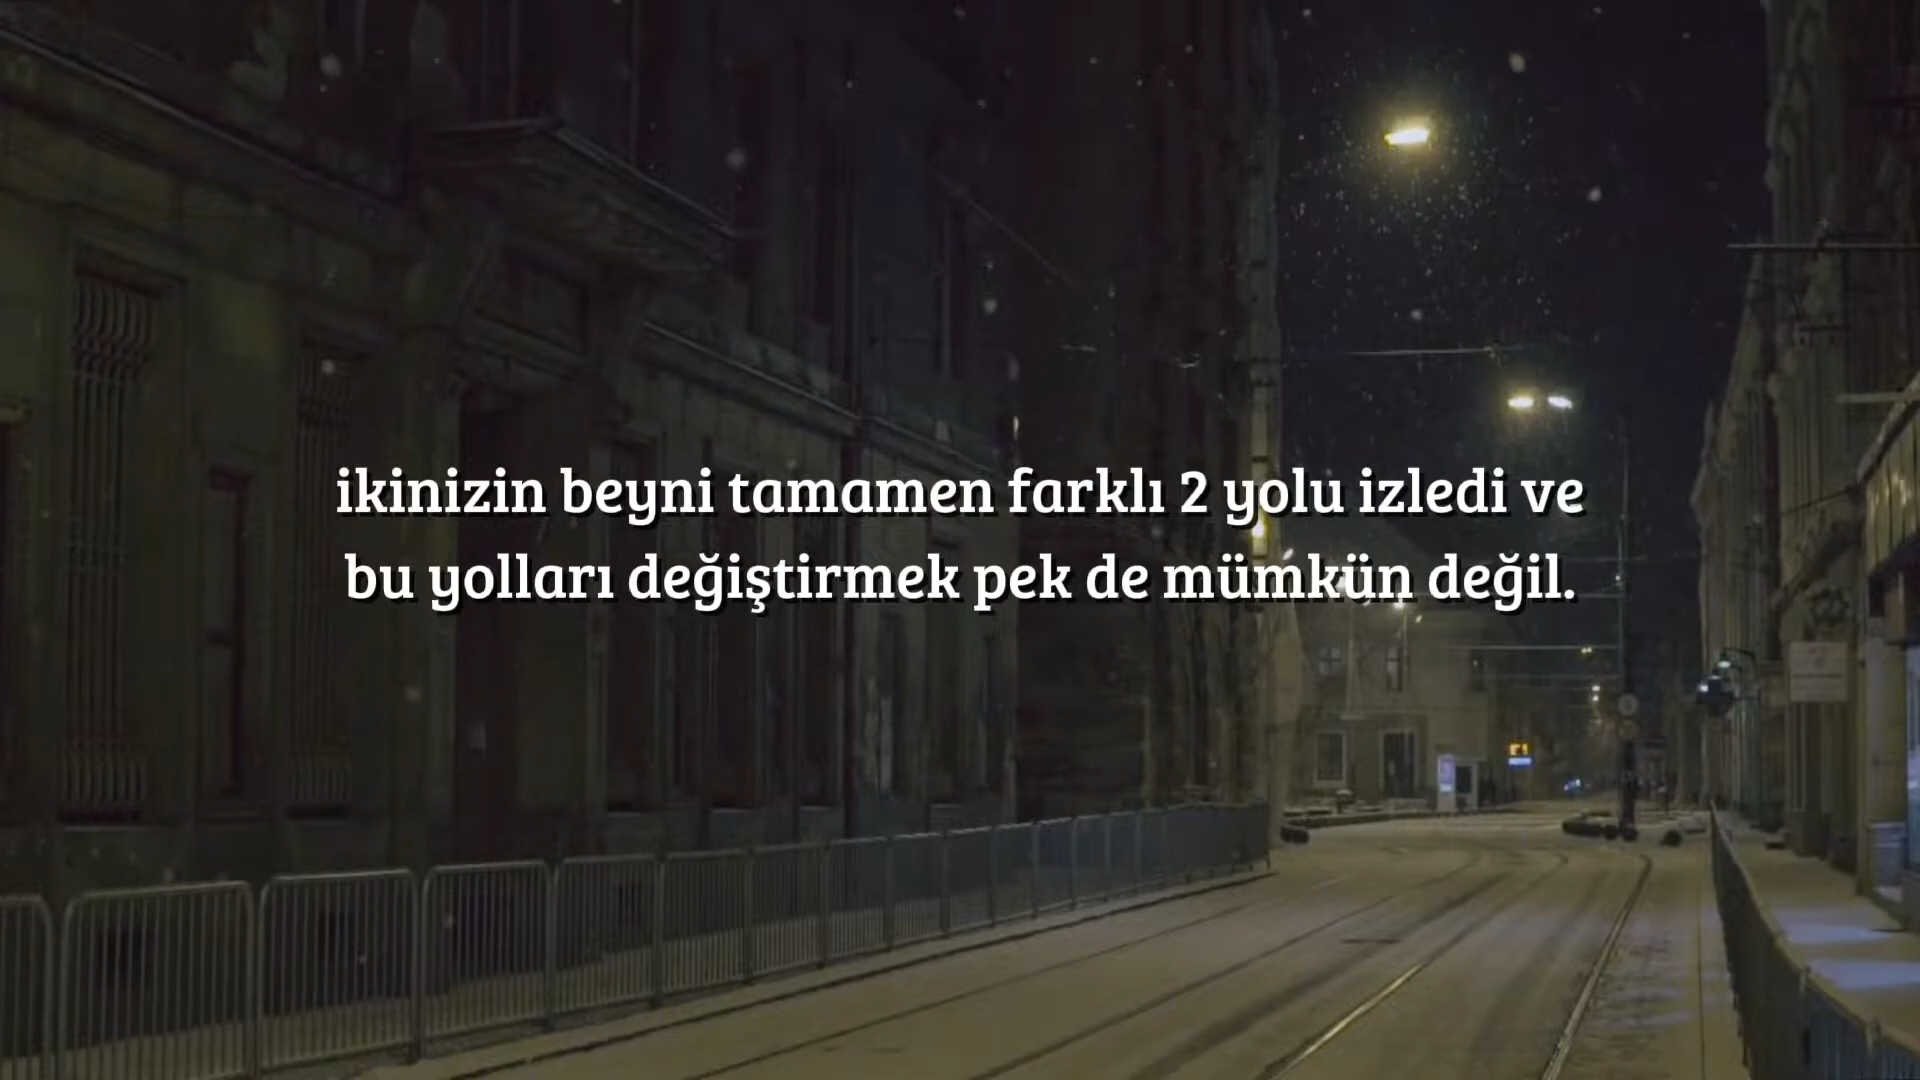 ikinizin beyni tamamen farklı 2 yolu izledi ve
bu yolları değiştirmek pek de mümkün değil.